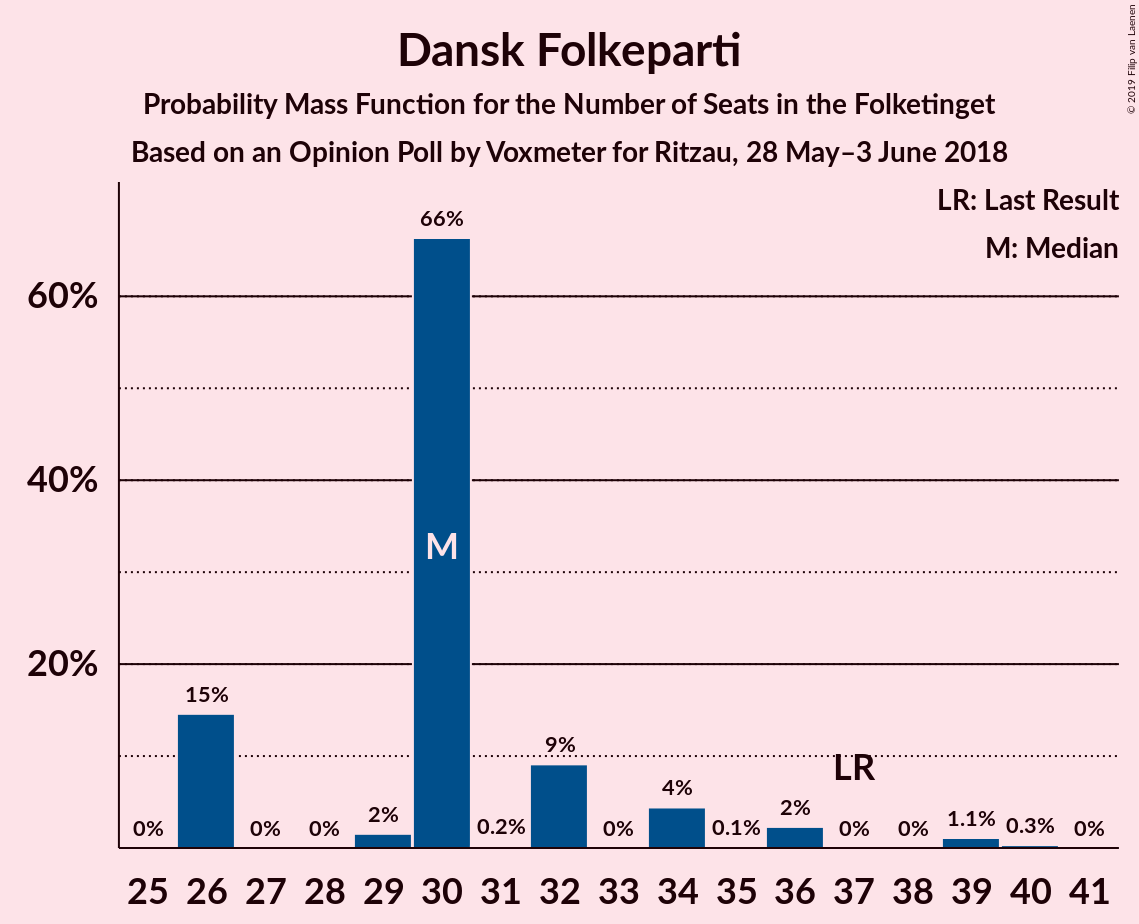 Dansk Folkeparti
Probability Mass Function for the Number of Seats in the Folketinget
Based on an Opinion Poll by Voxmeter for Ritzau, 28 May–3 June 2018
© 2019 Filip van Laenen
LR: Last Result
M: Median
60%
40%
20%
0% 15% 0% 0% 2% 66% 0.2% 9% 0% 4% 0.1% 2% 0% 0% 1.1% 0.3% 0%
M
LR
25 26 27 28 29 30 31 32 33 34 35 36 37 38 39 40 41